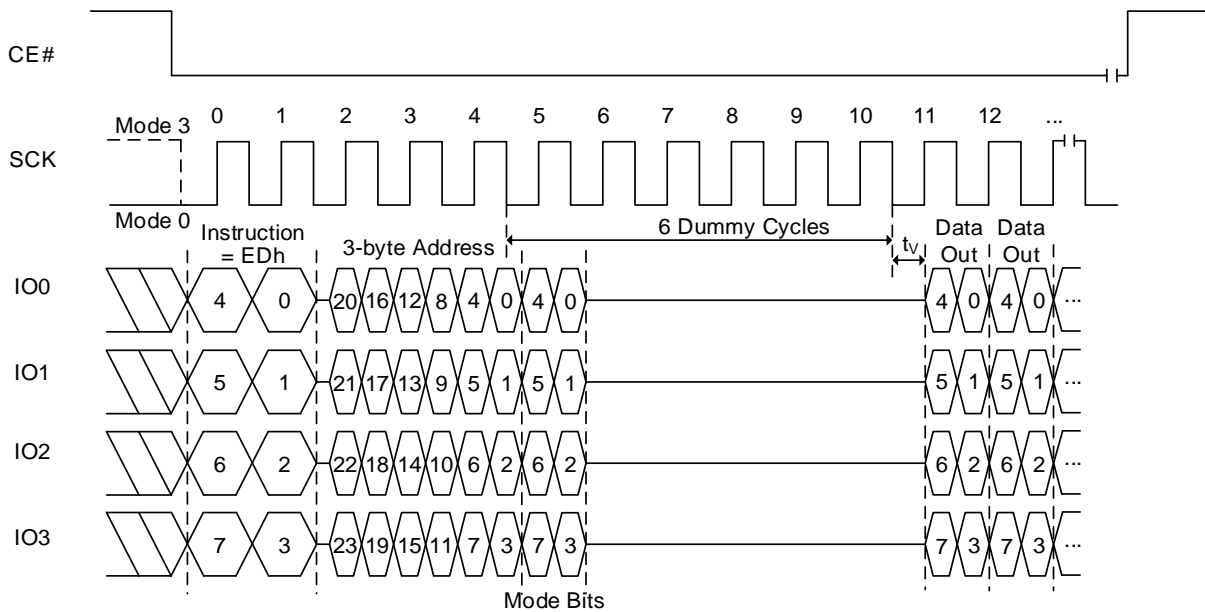 CE#
0 1 2 3 4 5 6 7 8 9 10 11 12 ...
Mode 3
SCK
Mode 0
Instruction
= EDh
3-byte Address
6 Dummy Cycles
tV
Data
Out
Data
Out
IO0 4 0 20 16 12 8 4 0 4 0 4 0 4 0 ...
IO1 5 1 21 17 13 9 5 1 5 1 5 1 5 1 ...
IO2 6 2 22 18 14 10 6 2 6 2 6 2 6 2 ...
IO3 7 3 23 19 15 11 7 3 7 3 7 3 7 3 ...
Mode Bits